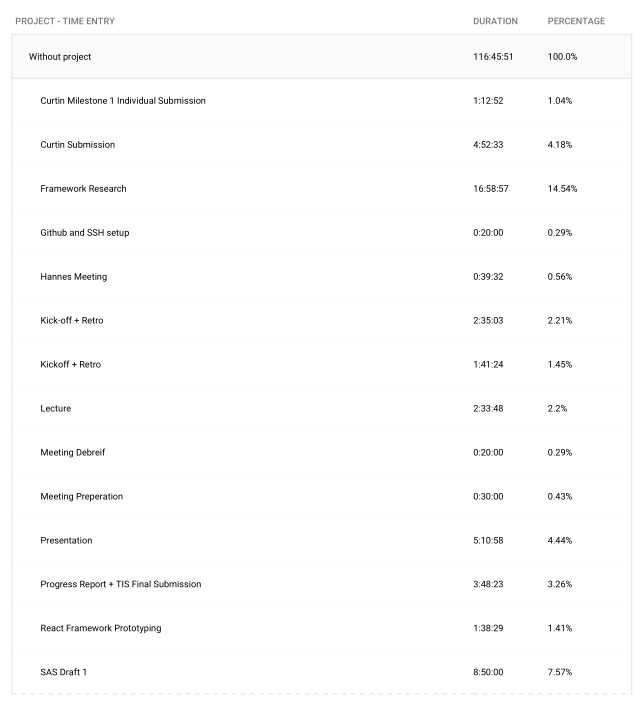 PROJECT - TIME ENTRY DURATION PERCENTAGE
Without project 116:45:51 100.0%
Curtin Milestone 1 Individual Submission 1:12:52 1.04%
Curtin Submission 4:52:33 4.18%
Framework Research 16:58:57 14.54%
Github and SSH setup 0:20:00 0.29%
Hannes Meeting 0:39:32 0.56%
Kick-off + Retro 2:35:03 2.21%
Kickoff + Retro 1:41:24 1.45%
Lecture 2:33:48 2.2%
Meeting Debreif 0:20:00 0.29%
Meeting Preperation 0:30:00 0.43%
Presentation 5:10:58 4.44%
Progress Report + TIS Final Submission 3:48:23 3.26%
React Framework Prototyping 1:38:29 1.41%
SAS Draft 1 8:50:00 7.57%